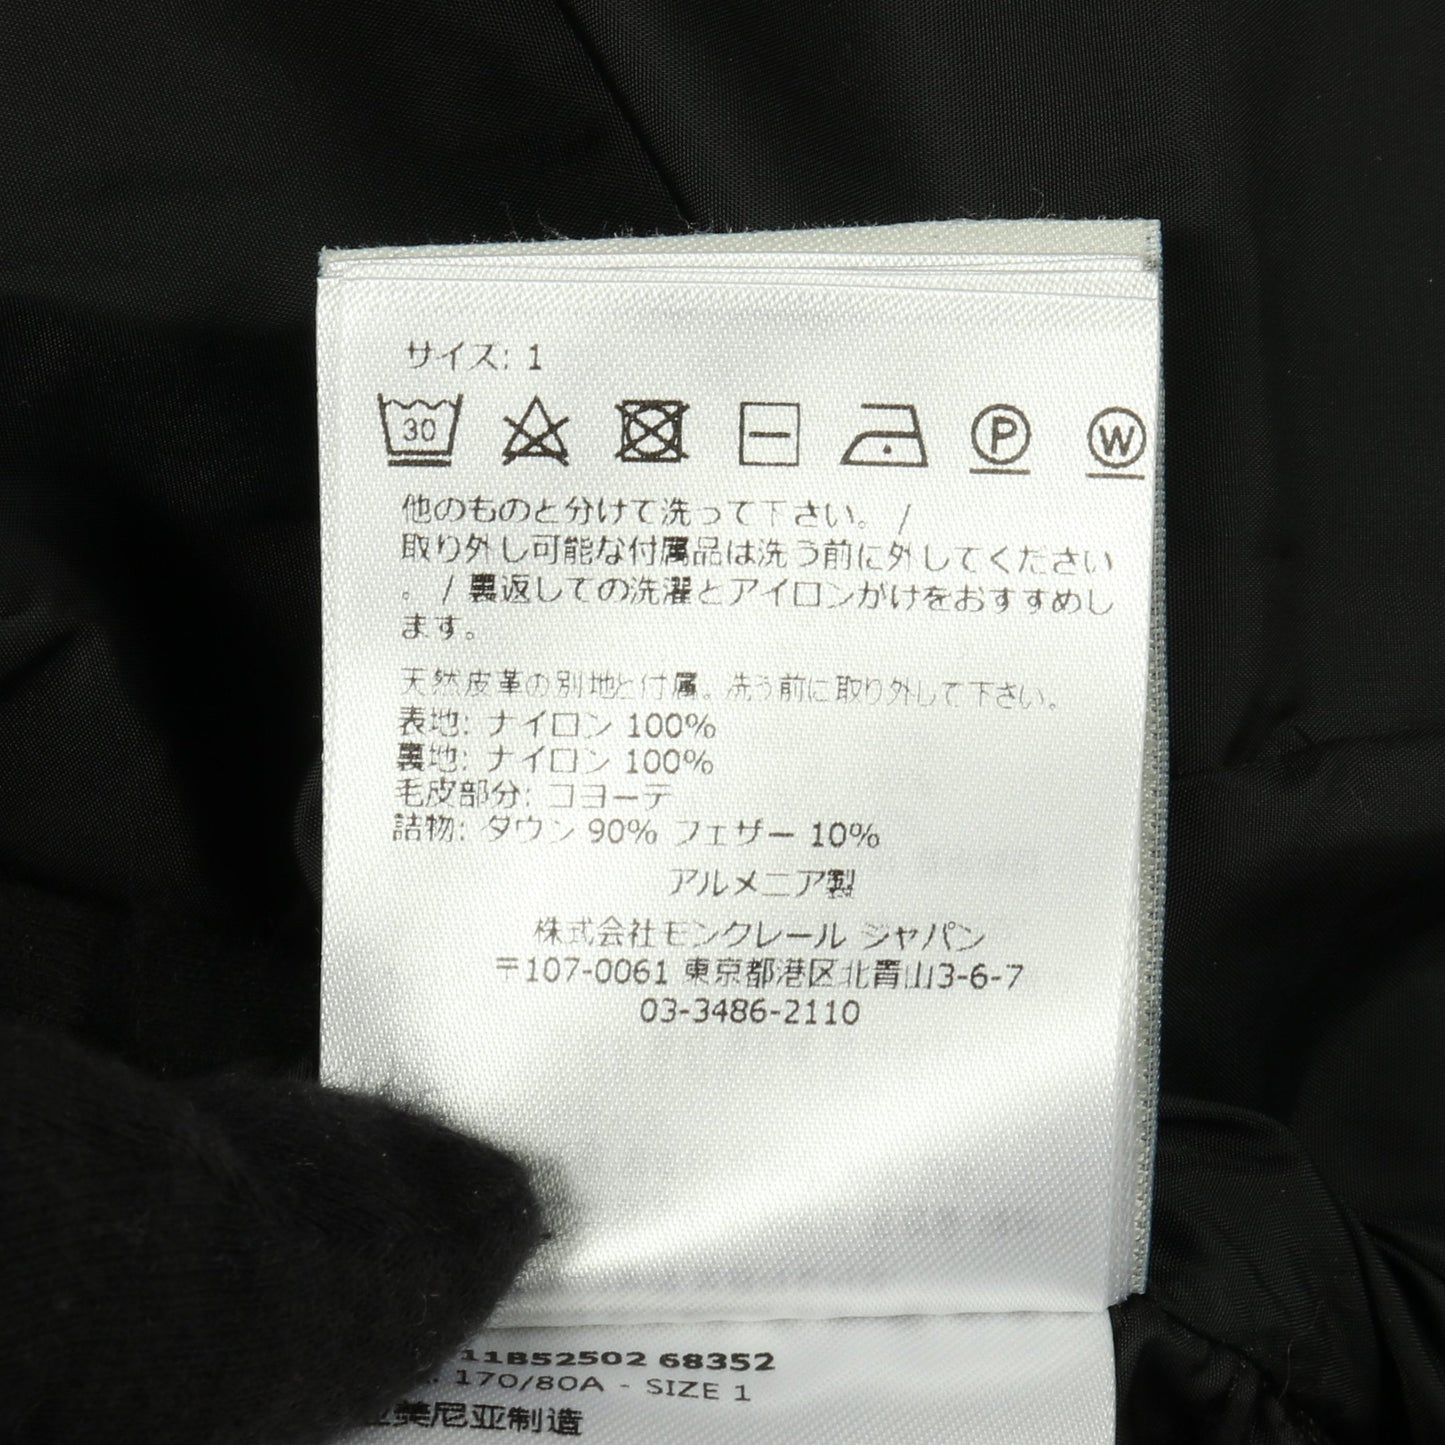 サイズ: 1
30 P W
他のものと分けて洗って下さい。 /
取り外し可能な付属品は洗う前に外してください
。 / 裏返しての洗濯とアイロンがけをおすすめし
ます。
天然皮革の別地と付属。洗う前に取り外して下さい。
表地: ナイロン 100%
裏地: ナイロン 100%
毛皮部分: コヨーテ
詰物: ダウン 90% フェザー 10%
アルメニア製
株式会社モンクレール ジャパン
〒107-0061 東京都港区北青山3-6-7
03-3486-2110
11B52502 68352
170/80A - SIZE 1
美尼亚制造